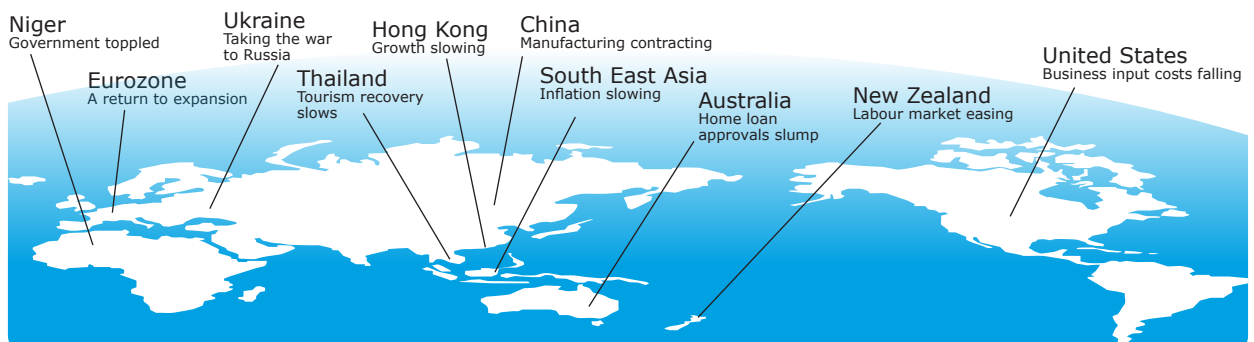 Niger
Government toppled
Eurozone
A return to expansion
Ukraine
Taking the war
to Russia
Thailand
Tourism recovery
slows
Hong Kong
Growth slowing
China
Manufacturing contracting
South East Asia
Inflation slowing
Australia
Home loan
approvals slump
New Zealand
Labour market easing
United States
Business input costs falling